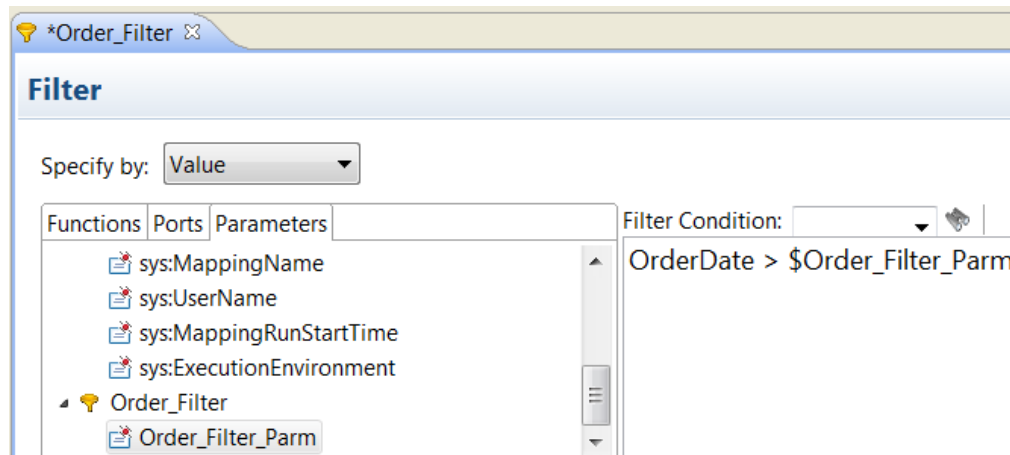 *Order_Filter
Filter
Specify by: Value
Functions Ports Parameters
Filter Condition:
sys:MappingName
OrderDate > $Order_Filter_Parm
sys:UserName
sys:MappingRunStartTime
sys:ExecutionEnvironment
Order_Filter
Order_Filter_Parm